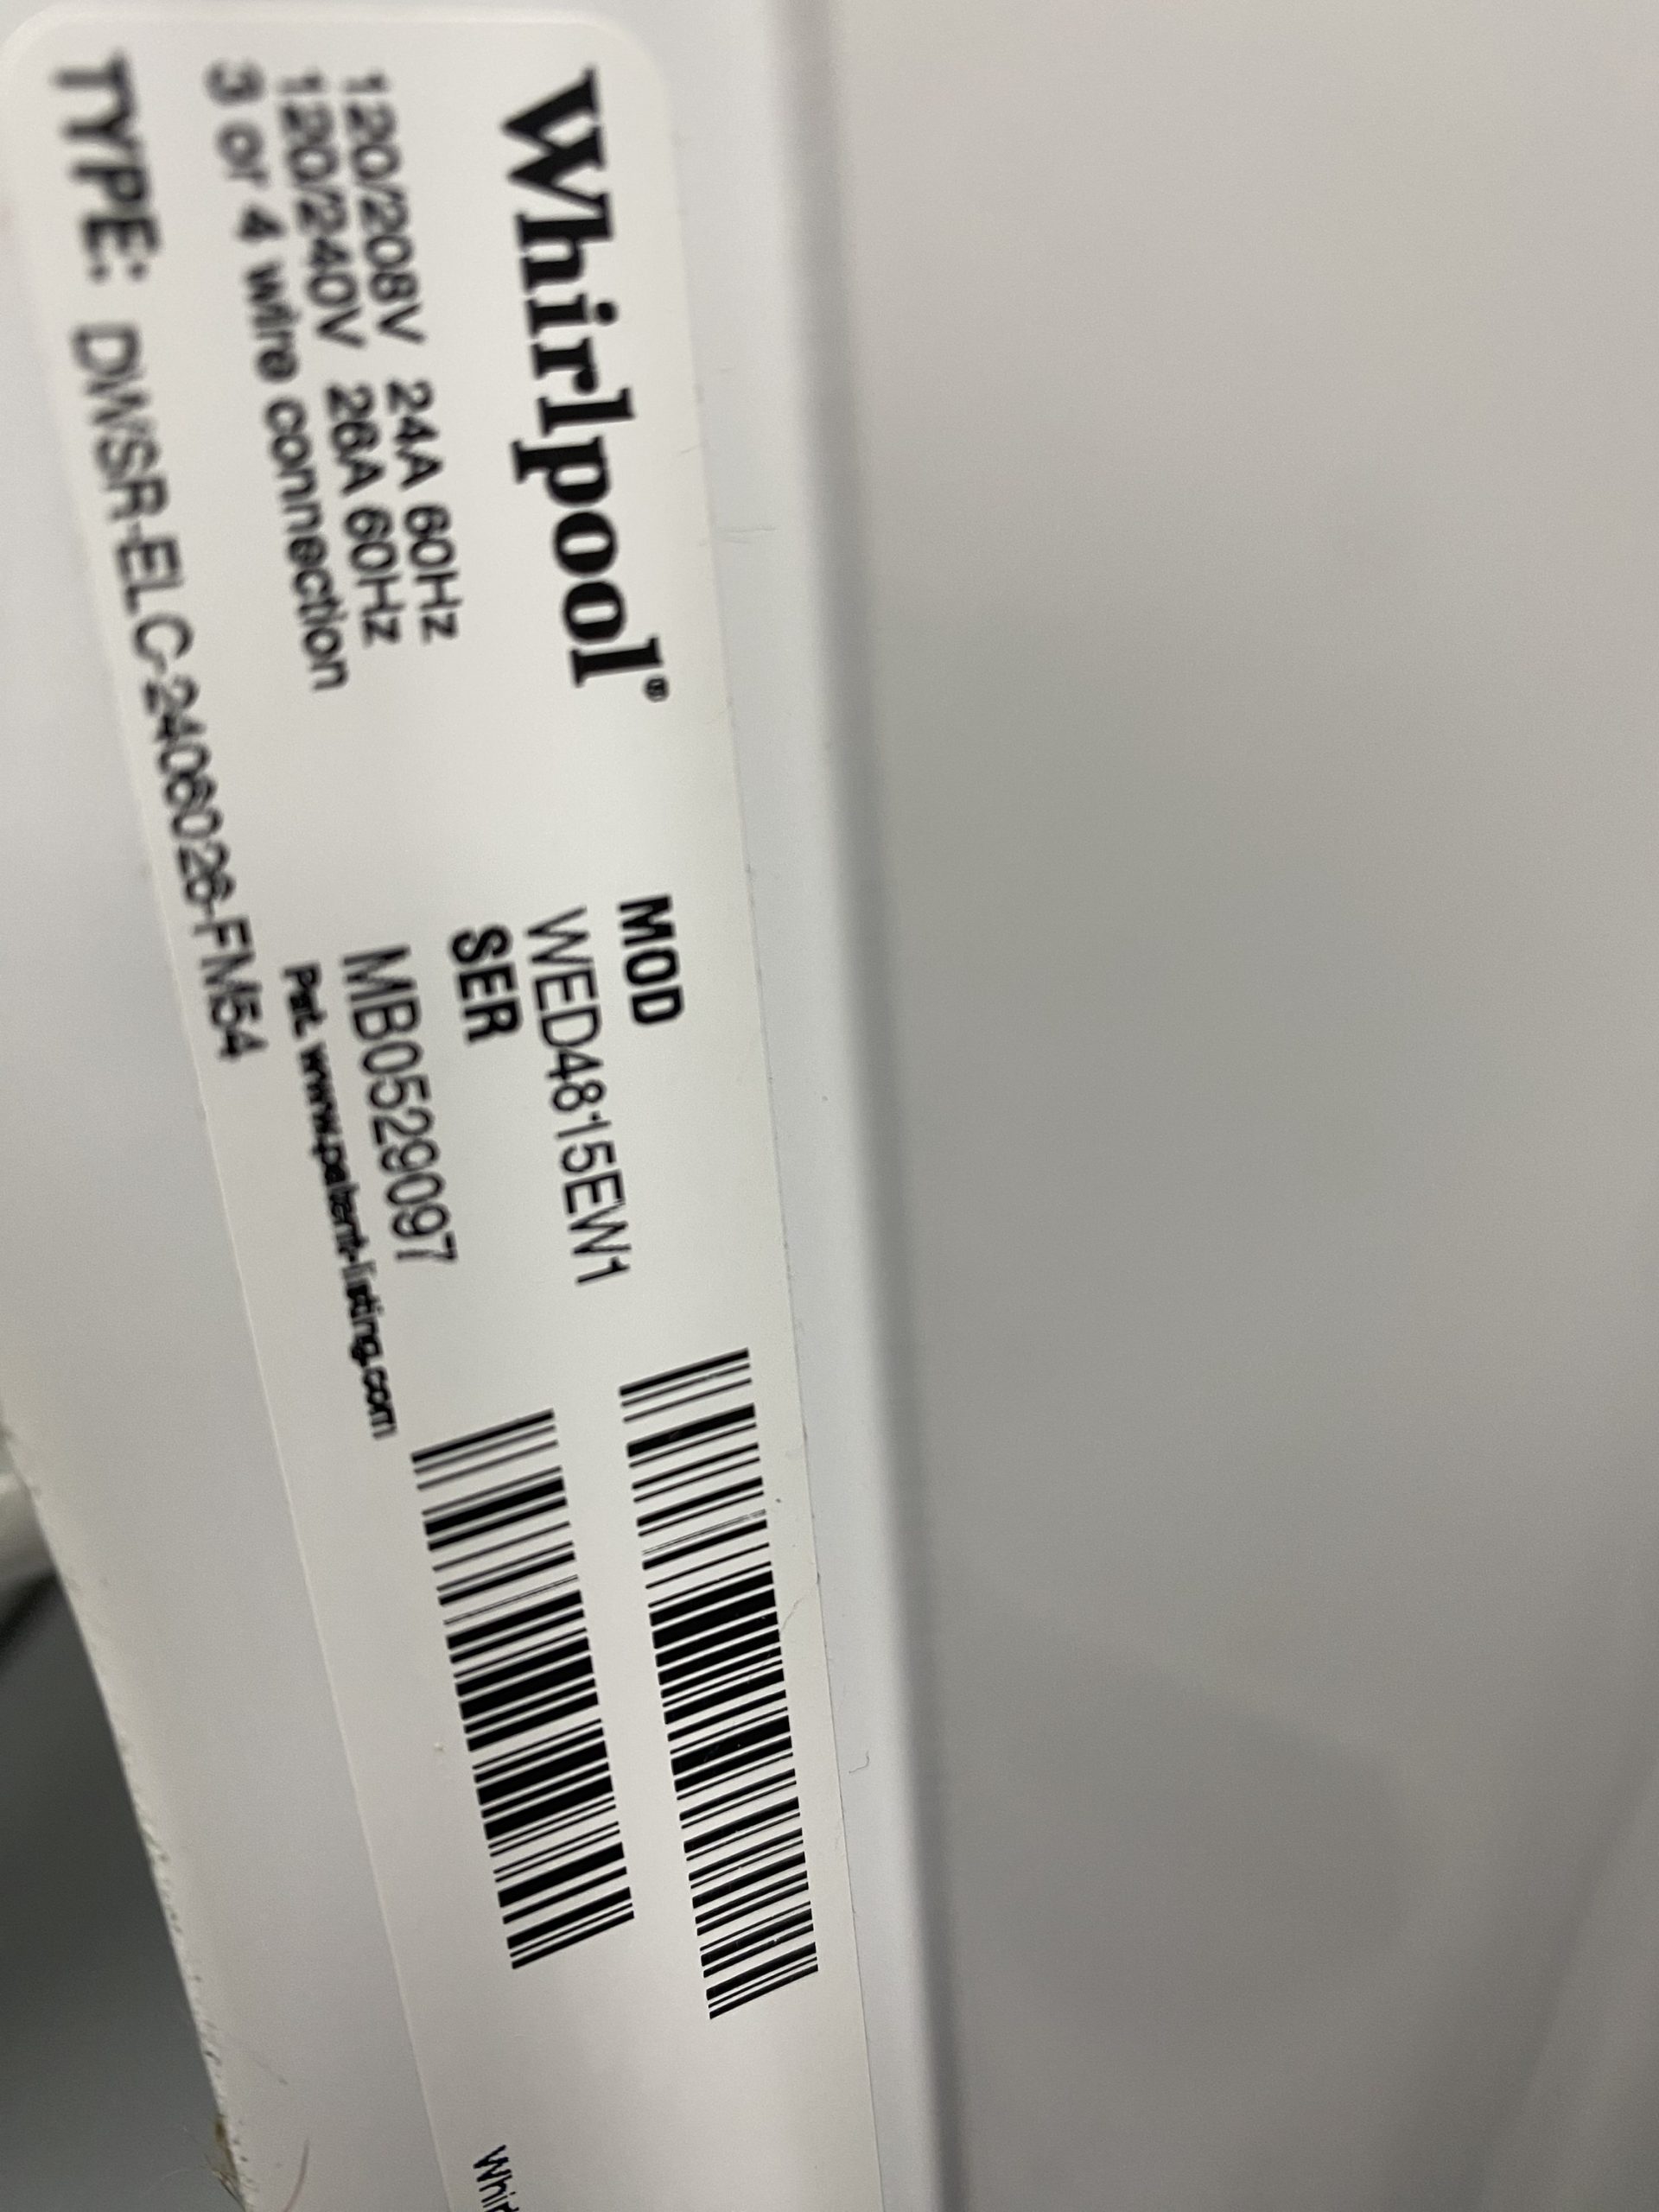 Whirlpool®
120/208V 24A 60Hz
120/240V 26A 60Hz
3 or 4 wire connection
TYPE: DWSR-ELC-2406026-FM54
MOD
WED4815EW1
SER
MB0529097
Pat. www.patent-listing.com